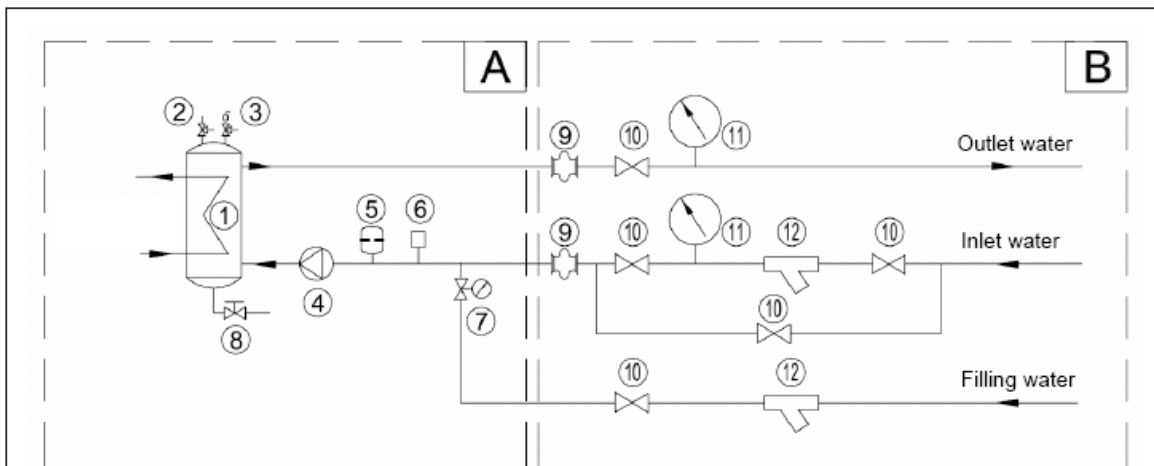 A
B
② ③
⑨ ⑩ ⑪ Outlet water
①
⑤ ⑥ ⑨ ⑩ ⑪ ⑫ ⑩ Inlet water
④ ⑦ ⑩
⑧
⑩ ⑫ Filling water